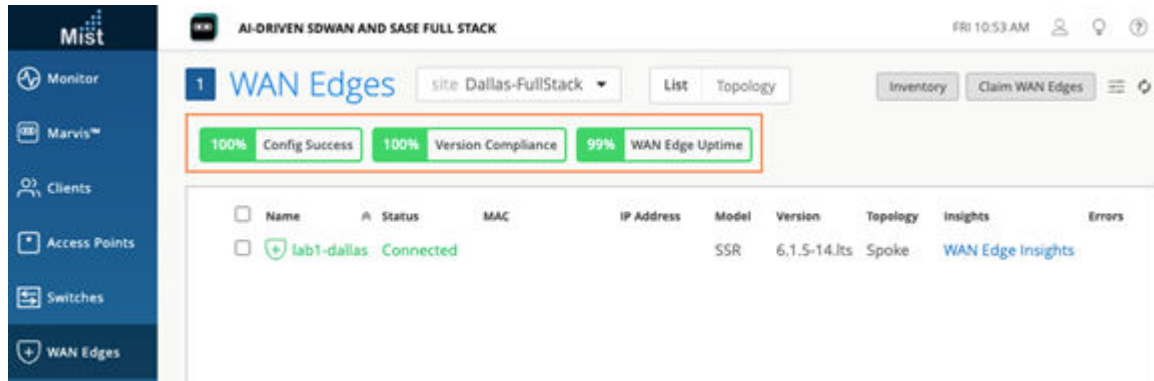 Mist
AI-DRIVEN SDWAN AND SASE FULL STACK
FRI 10:53 AM
Monitor
Marvis™
Clients
Access Points
Switches
WAN Edges
1 WAN Edges site Dallas-FullStack List Topology Inventory Claim WAN Edges
100% Config Success 100% Version Compliance 99% WAN Edge Uptime
Name Status MAC IP Address Model Version Topology Insights Errors
lab1-dallas Connected SSR 6.1.5-14.lts Spoke WAN Edge Insights